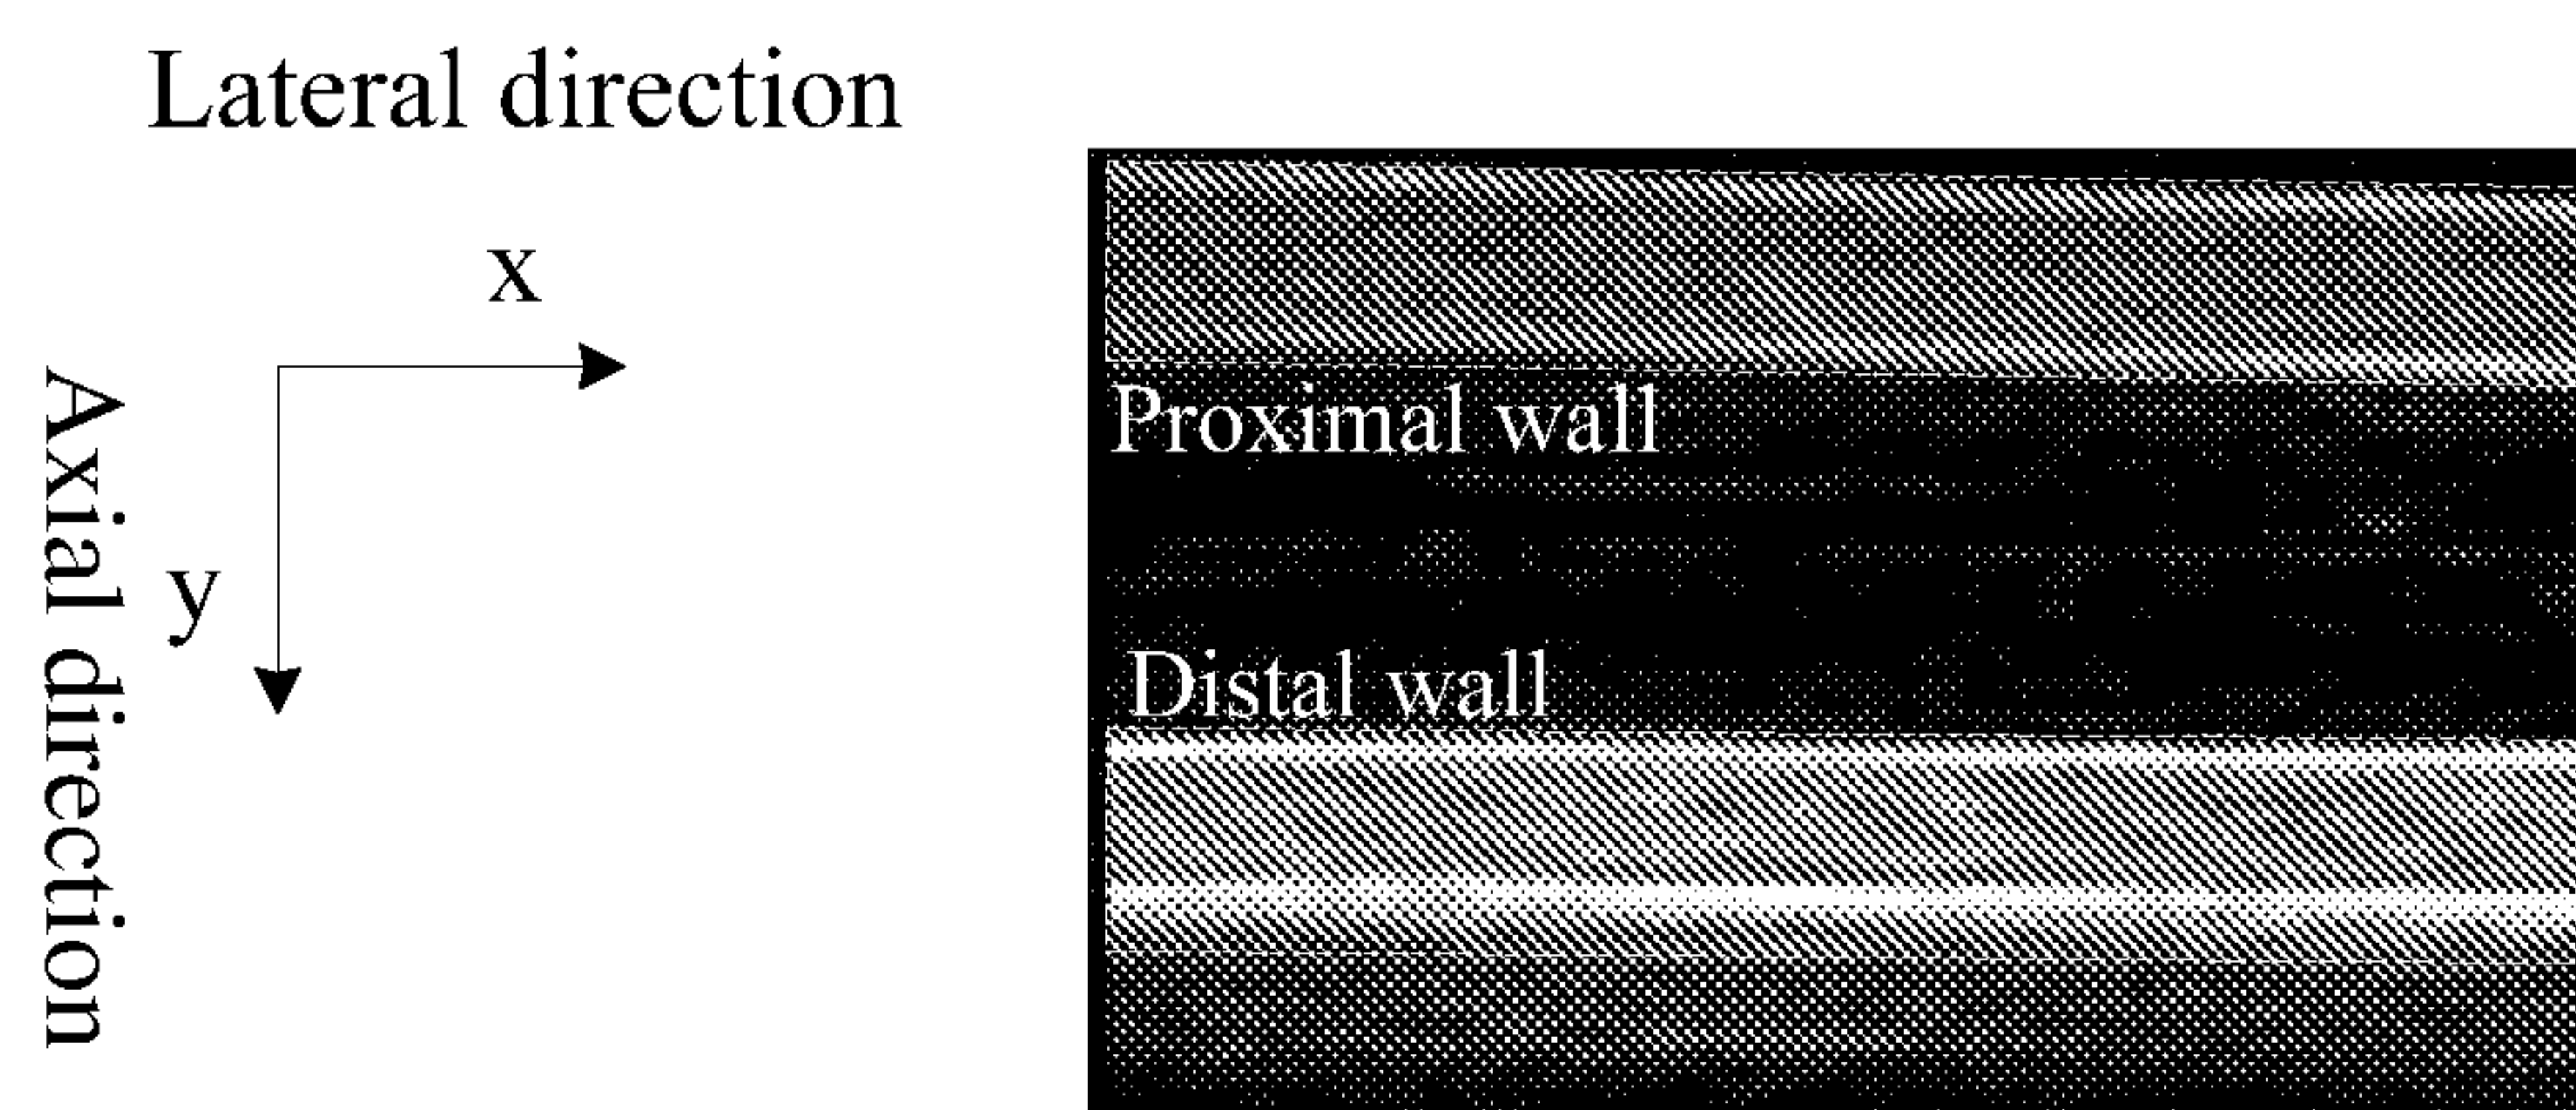 Lateral direction
x
Axial direction
y
Proximal wall
Distal wall